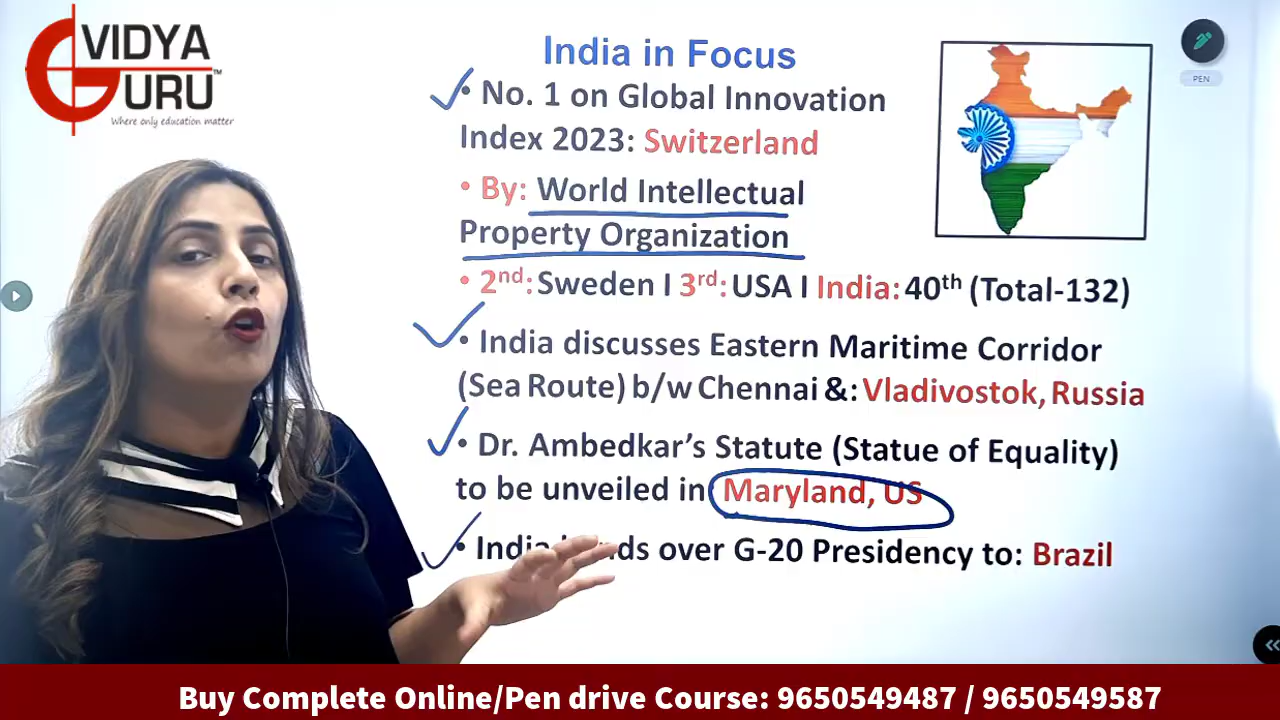 VIDYA
GURU™
Where only education matter
India in Focus
PEN
• No. 1 on Global Innovation
Index 2023: Switzerland
• By: World Intellectual
Property Organization
• 2nd: Sweden I 3rd: USA I India: 40th (Total-132)
• India discusses Eastern Maritime Corridor
(Sea Route) b/w Chennai &: Vladivostok, Russia
• Dr. Ambedkar's Statute (Statue of Equality)
to be unveiled in Maryland, US
• India over G-20 Presidency to: Brazil
Buy Complete Online/Pen drive Course: 9650549487 / 9650549587